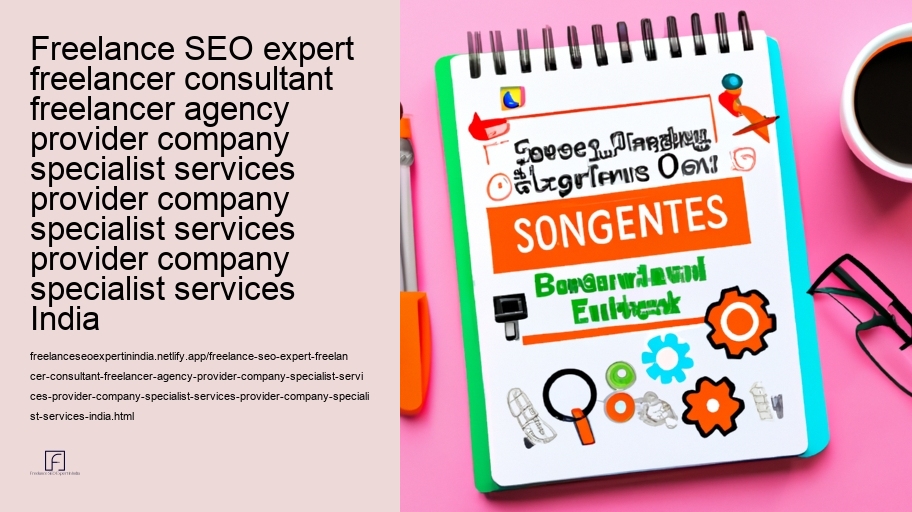 Freelance SEO expert
freelancer consultant
freelancer agency
provider company
specialist services
provider company
specialist services
provider company
specialist services
India
freelanceseoexpertinindia.netlify.app/freelance-seo-expert-freelan
cer-consultant-freelancer-agency-provider-company-specialist-servi
ces-provider-company-specialist-services-provider-company-speciali
st-services-india.html
F
SONGENTES